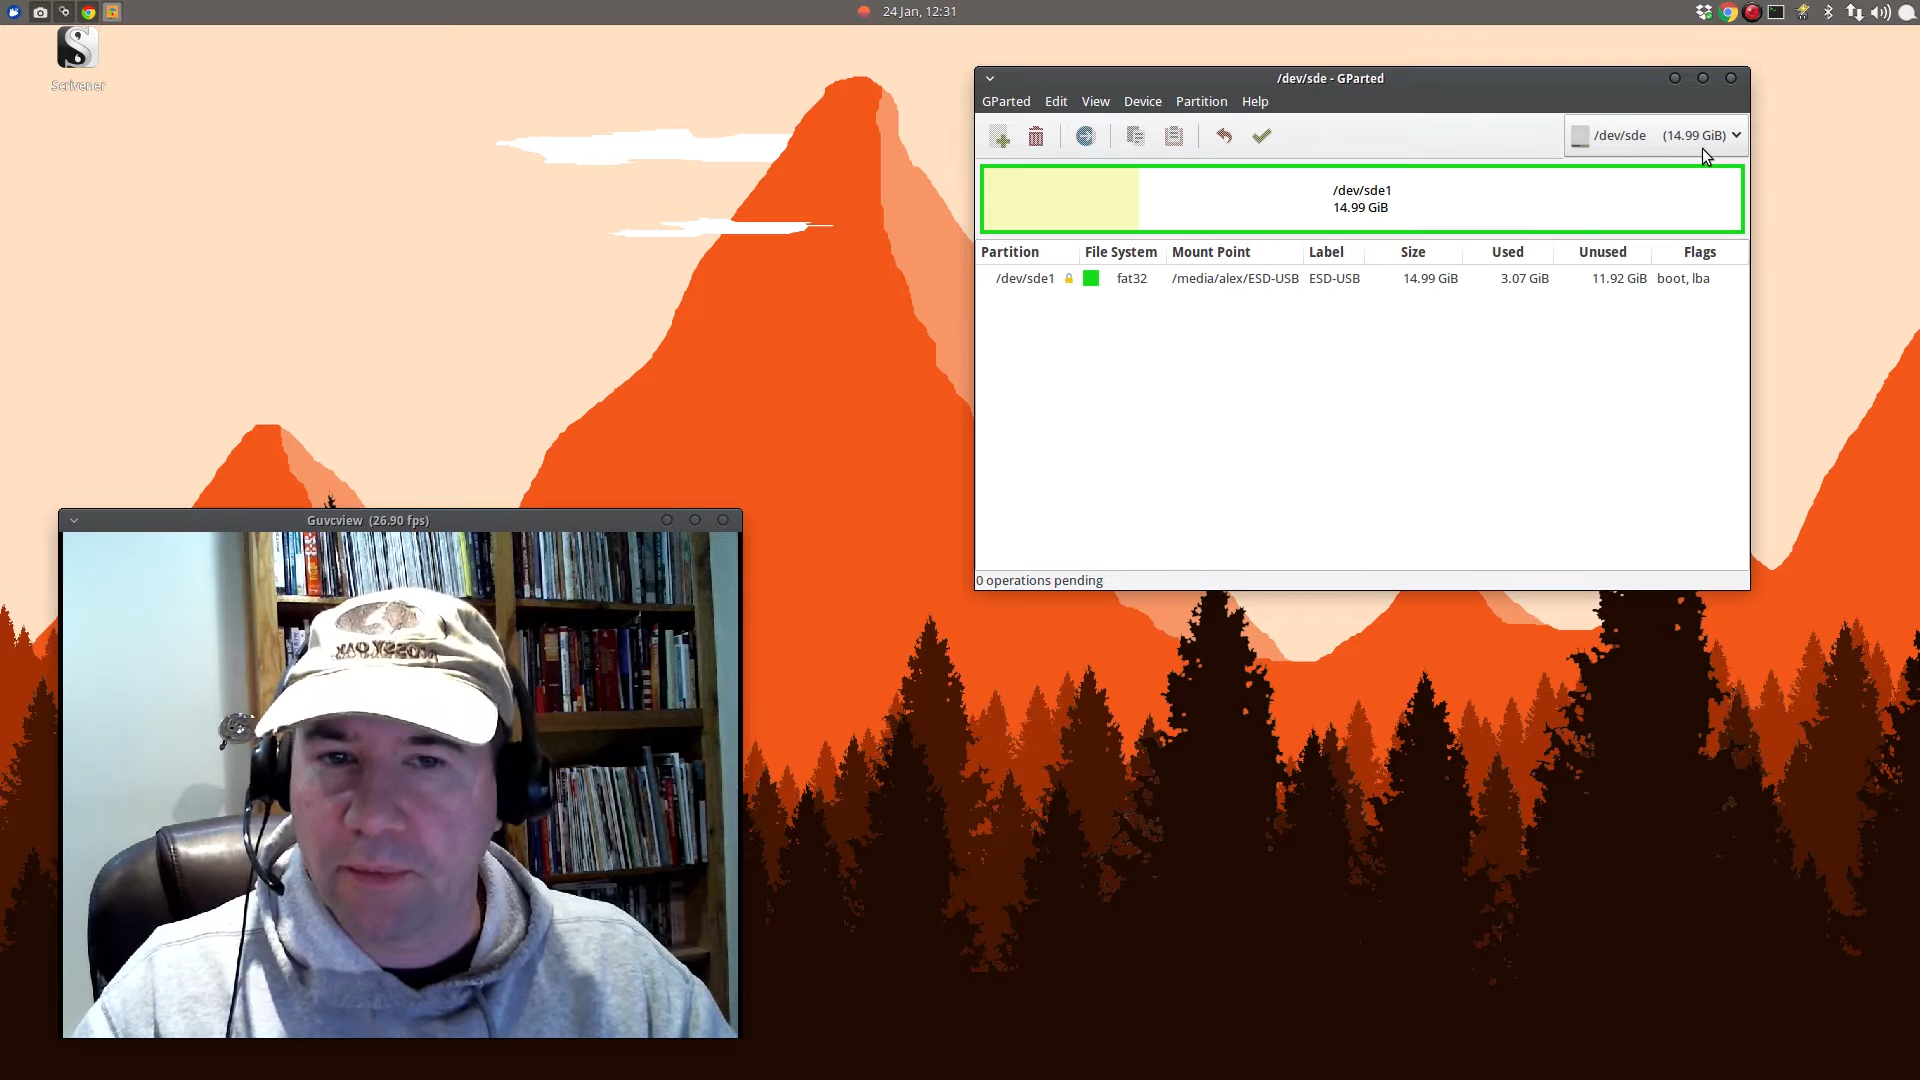 24 Jan, 12:31
Scrivener
/dev/sde - GParted
GParted Edit View Device Partition Help
/dev/sde (14.99 GiB)
/dev/sde1
14.99 GiB
Partition File System Mount Point Label Size Used Unused Flags
/dev/sde1 fat32 /media/alex/ESD-USB ESD-USB 14.99 GiB 3.07 GiB 11.92 GiB boot, lba
0 operations pending
Guvcview (26.90 fps)
MOSSY OAK